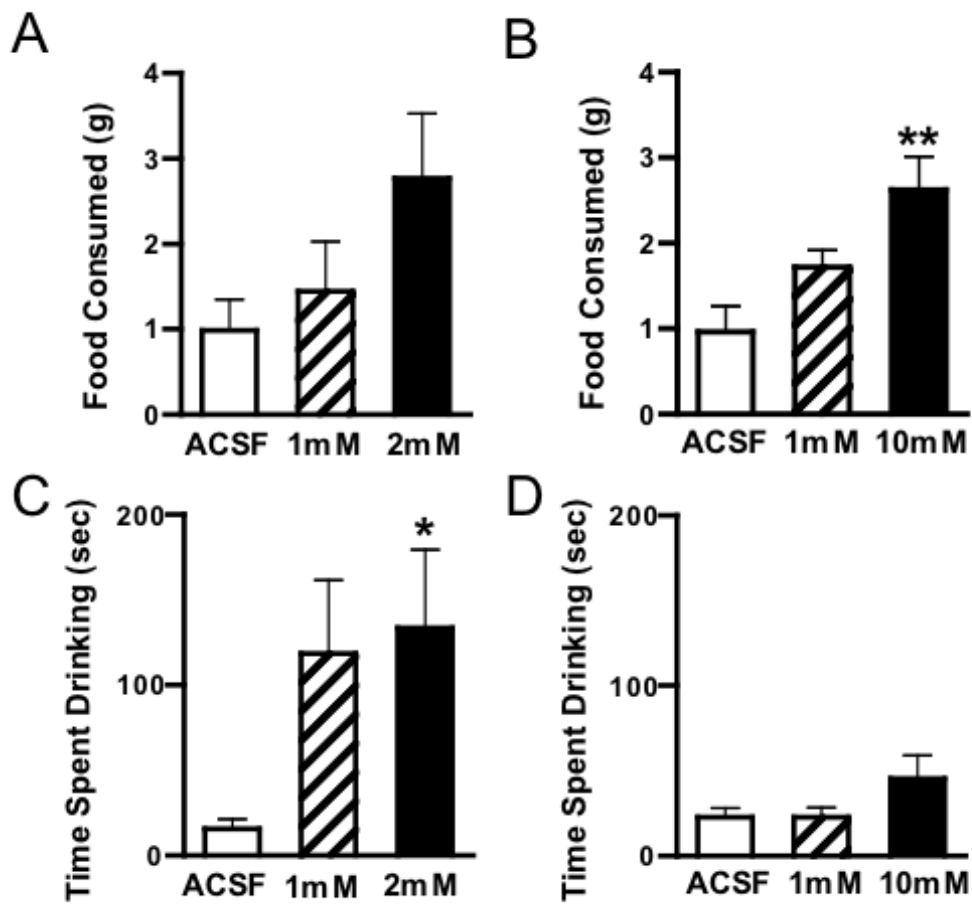 A
Food Consumed (g)
4
3
2
1
0
ACSF 1mM 2mM
B
Food Consumed (g)
4
3
2
1
0
**
ACSF 1mM 10mM
C
Time Spent Drinking (sec)
200
100
0
*
ACSF 1mM 2mM
D
Time Spent Drinking (sec)
200
100
0
ACSF 1mM 10mM